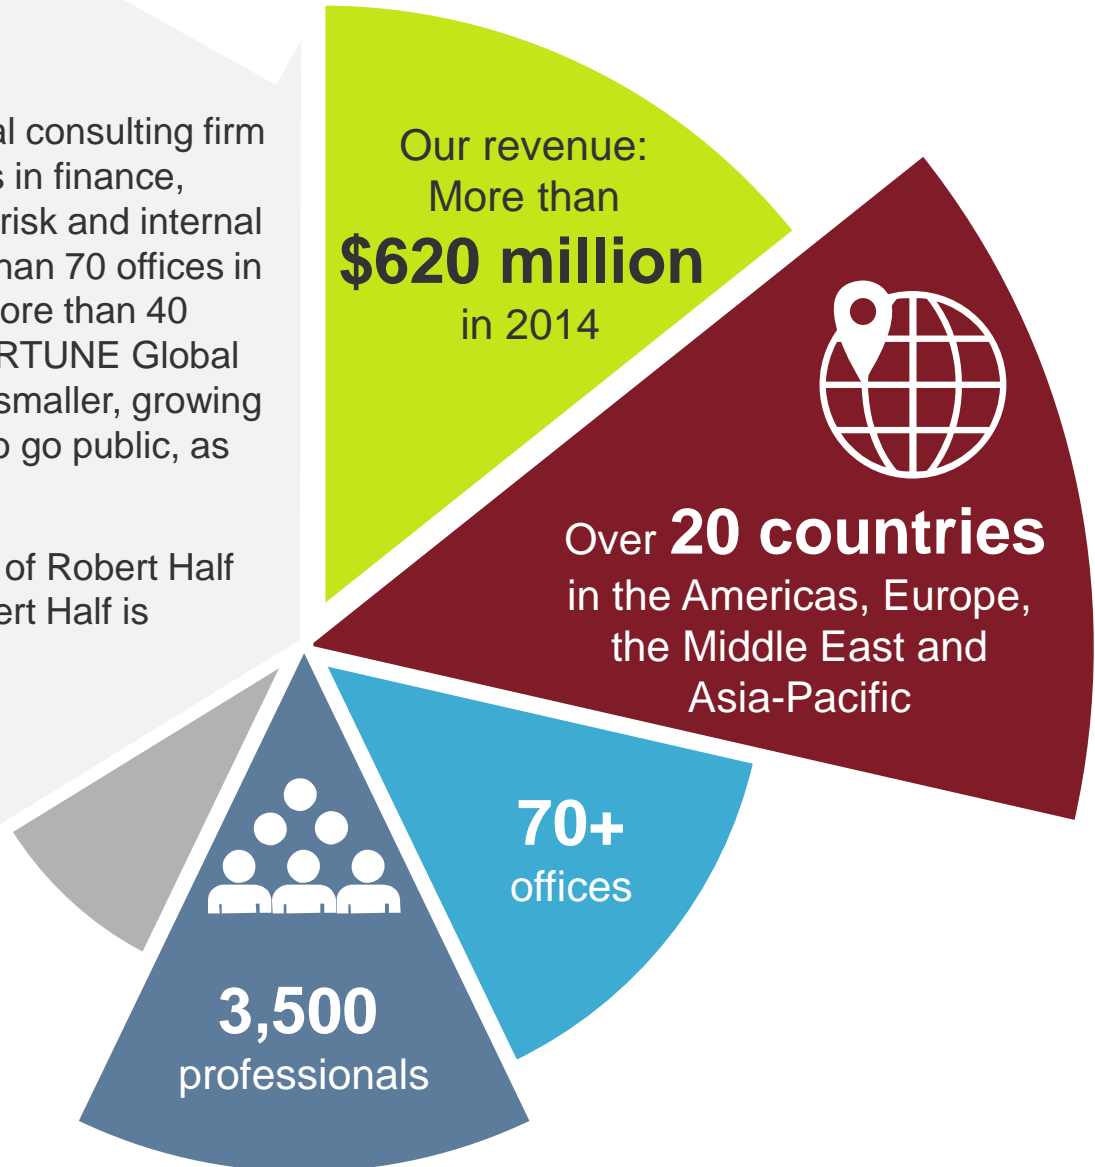 al consulting firm
s in finance,
risk and internal
han 70 offices in
ore than 40
RTUNE Global
smaller, growing
o go public, as
of Robert Half
ert Half is
Our revenue:
More than
$620 million
in 2014
Over 20 countries
in the Americas, Europe,
the Middle East and
Asia-Pacific
70+
offices
3,500
professionals